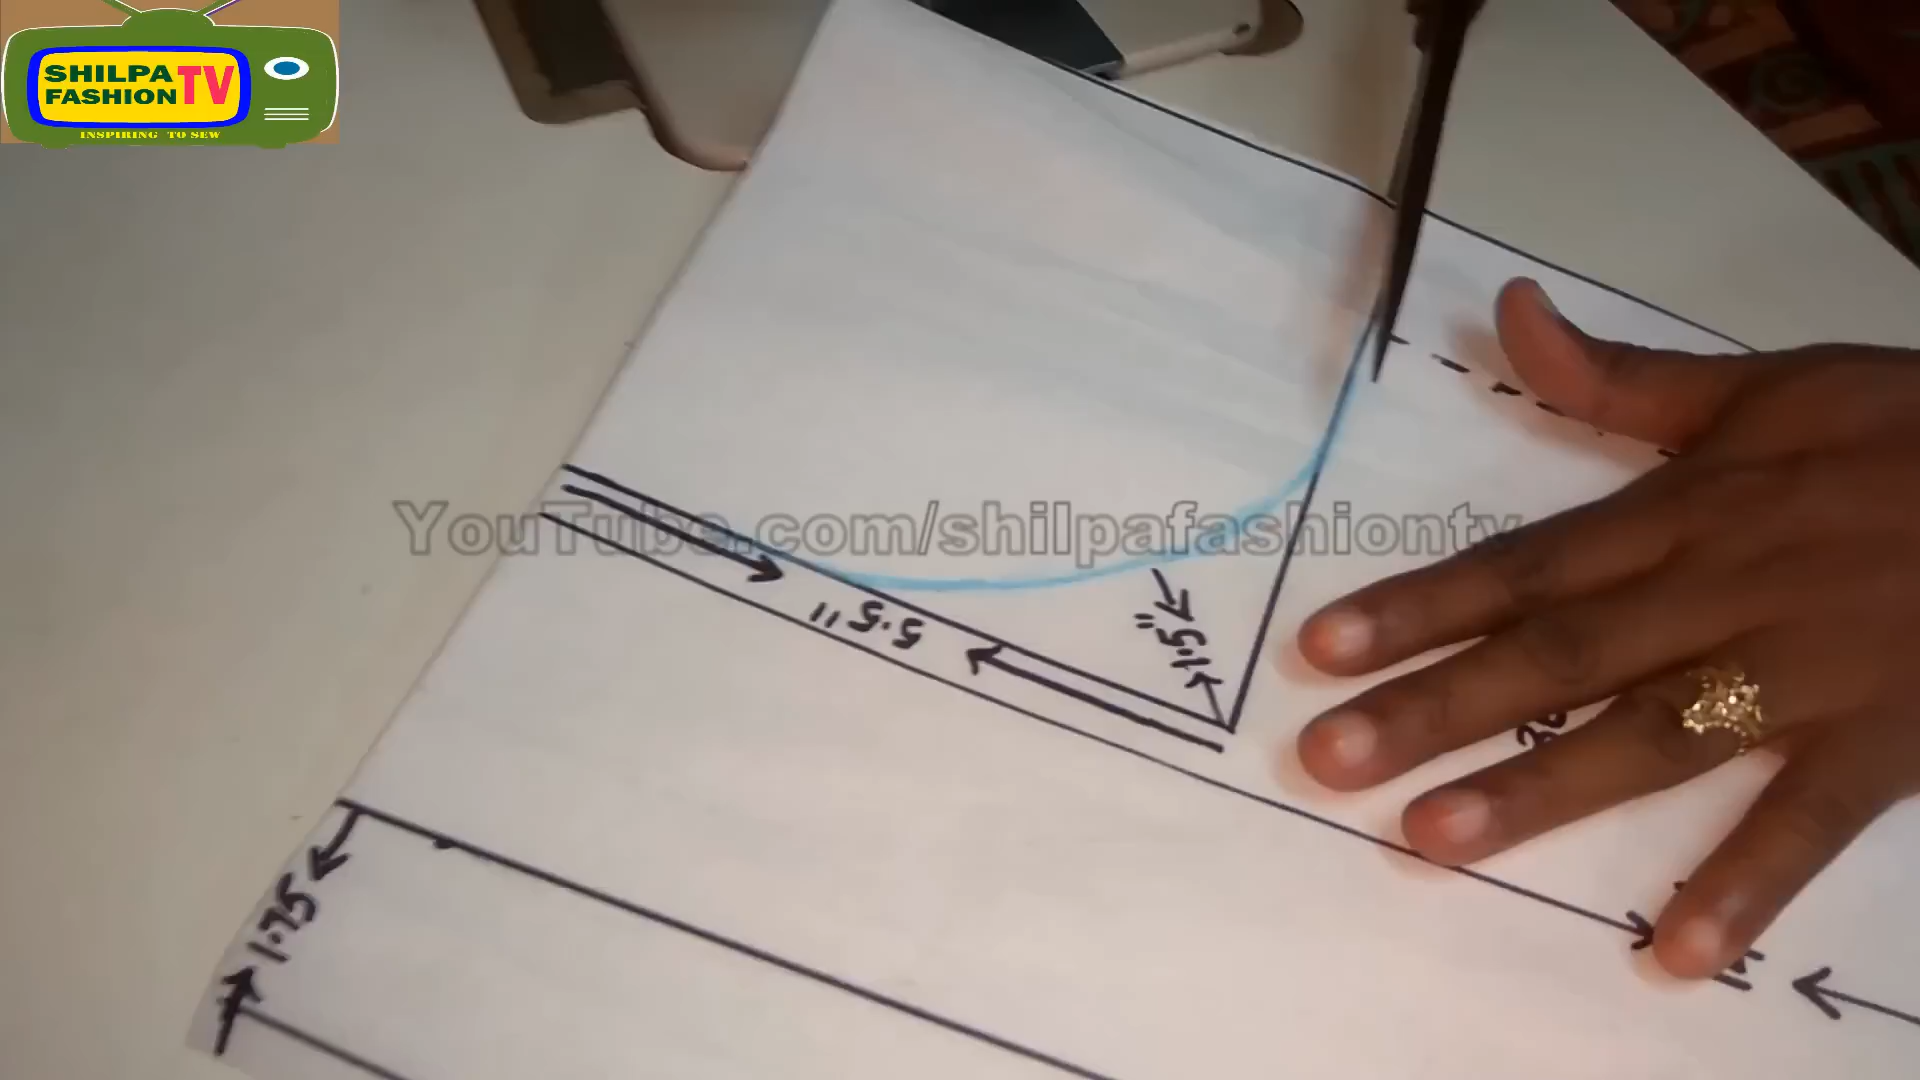 SHILPA
FASHION TV
INSPIRING TO SEW
YouTube.com/shilpafashiontv
5.5"
1.5"
1.75